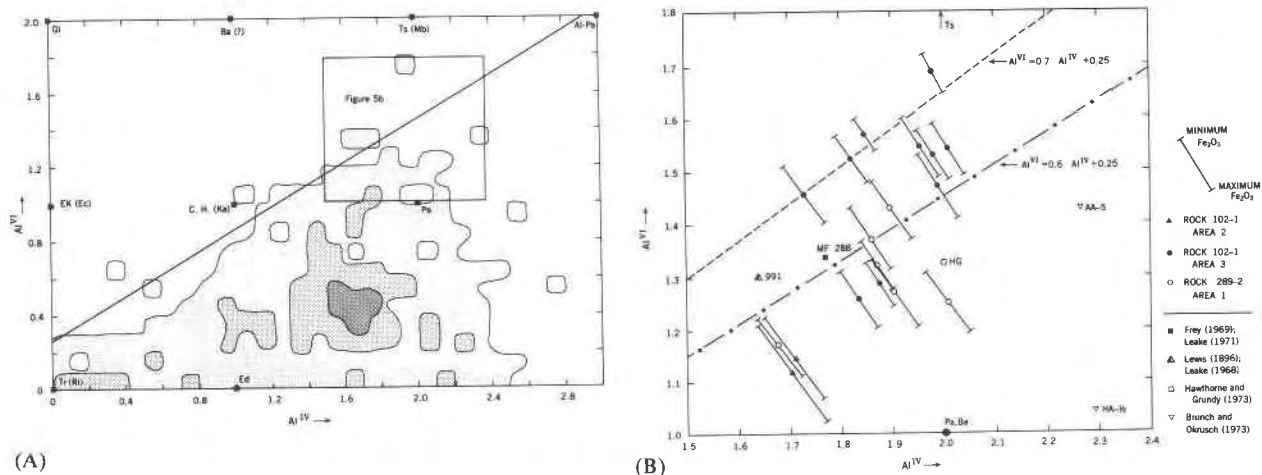 2.0
1.6
1.2
0.8
0.4
0
Al VI →
Gl
Ba (?)
Ts (Mb)
Al-Pa
Figure 5b
EK (Ec)
C. H. (Ka)
Pa
Tr (Ri)
Ed
0
0.4
0.8
1.2
1.6
2.0
2.4
2.8
Al IV →
(A)
1.8
1.7
1.6
1.5
1.4
1.3
1.2
1.1
1.0
Al VI →
Ts
← Al VI = 0.7 Al IV + 0.25
← Al VI = 0.6 Al IV + 0.25
AA-5
MF 286
HG
991
Pa, Ba
1.5
1.6
1.7
1.8
1.9
2.0
2.1
2.2
2.3
2.4
Al IV →
(B)
MINIMUM
Fe₂O₃
MAXIMUM
Fe₂O₃
ROCK 102-1
AREA 2
ROCK 102-1
AREA 3
ROCK 289-2
AREA 1
Frey (1969);
Leake (1971)
Lewis (1896);
Leake (1968)
Hawthorne and
Grundy (1973)
Brunch and
Okrusch (1973)